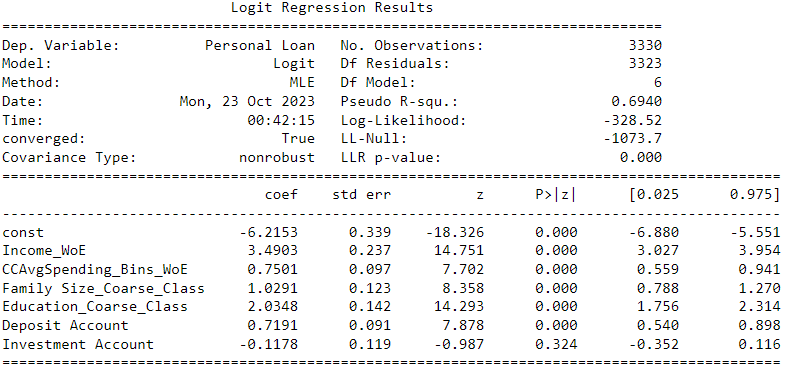 Logit Regression Results
==============================================================================
Dep. Variable: Personal Loan No. Observations: 3330
Model: Logit Df Residuals: 3323
Method: MLE Df Model: 6
Date: Mon, 23 Oct 2023 Pseudo R-squ.: 0.6940
Time: 00:42:15 Log-Likelihood: -328.52
converged: True LL-Null: -1073.7
Covariance Type: nonrobust LLR p-value: 0.000
==============================================================================================
coef std err z P>|z| [0.025 0.975]
----------------------------------------------------------------------------------------------
const -6.2153 0.339 -18.326 0.000 -6.880 -5.551
Income_WoE 3.4903 0.237 14.751 0.000 3.027 3.954
CCAvgSpending_Bins_WoE 0.7501 0.097 7.702 0.000 0.559 0.941
Family Size_Coarse_Class 1.0291 0.123 8.358 0.000 0.788 1.270
Education_Coarse_Class 2.0348 0.142 14.293 0.000 1.756 2.314
Deposit Account 0.7191 0.091 7.878 0.000 0.540 0.898
Investment Account -0.1178 0.119 -0.987 0.324 -0.352 0.116
==============================================================================================